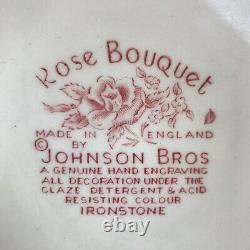 Rose Bouquet
MADE IN ENGLAND
© BY
JOHNSON BROS
A GENUINE HAND ENGRAVING
ALL DECORATION UNDER THE
GLAZE DETERGENT & ACID
RESISTING COLOUR
IRONSTONE
ebay